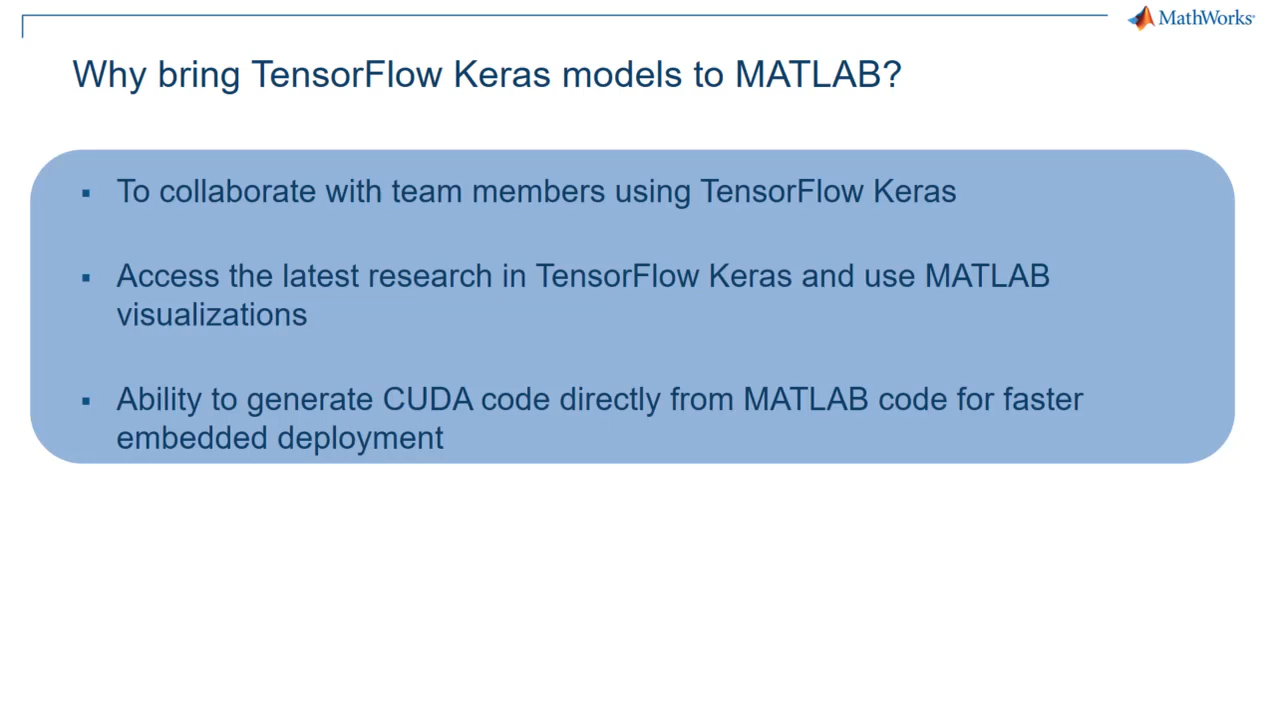 MathWorks®
Why bring TensorFlow Keras models to MATLAB?
▪ To collaborate with team members using TensorFlow Keras
▪ Access the latest research in TensorFlow Keras and use MATLAB
visualizations
▪ Ability to generate CUDA code directly from MATLAB code for faster
embedded deployment